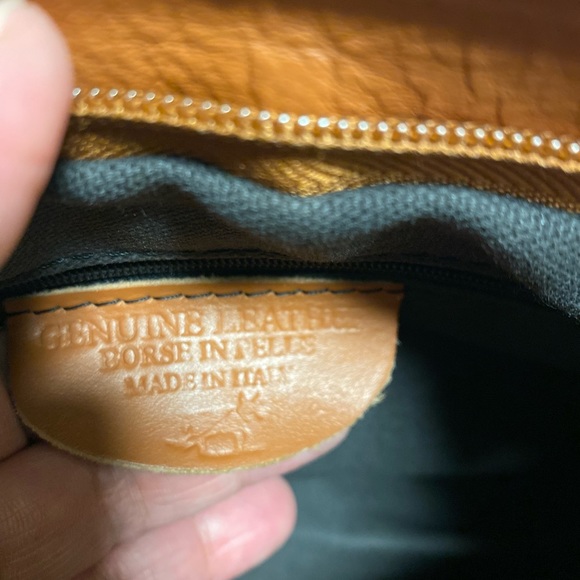 GENUINE LEATHER
BORSE IN PELLE
MADE IN ITALY